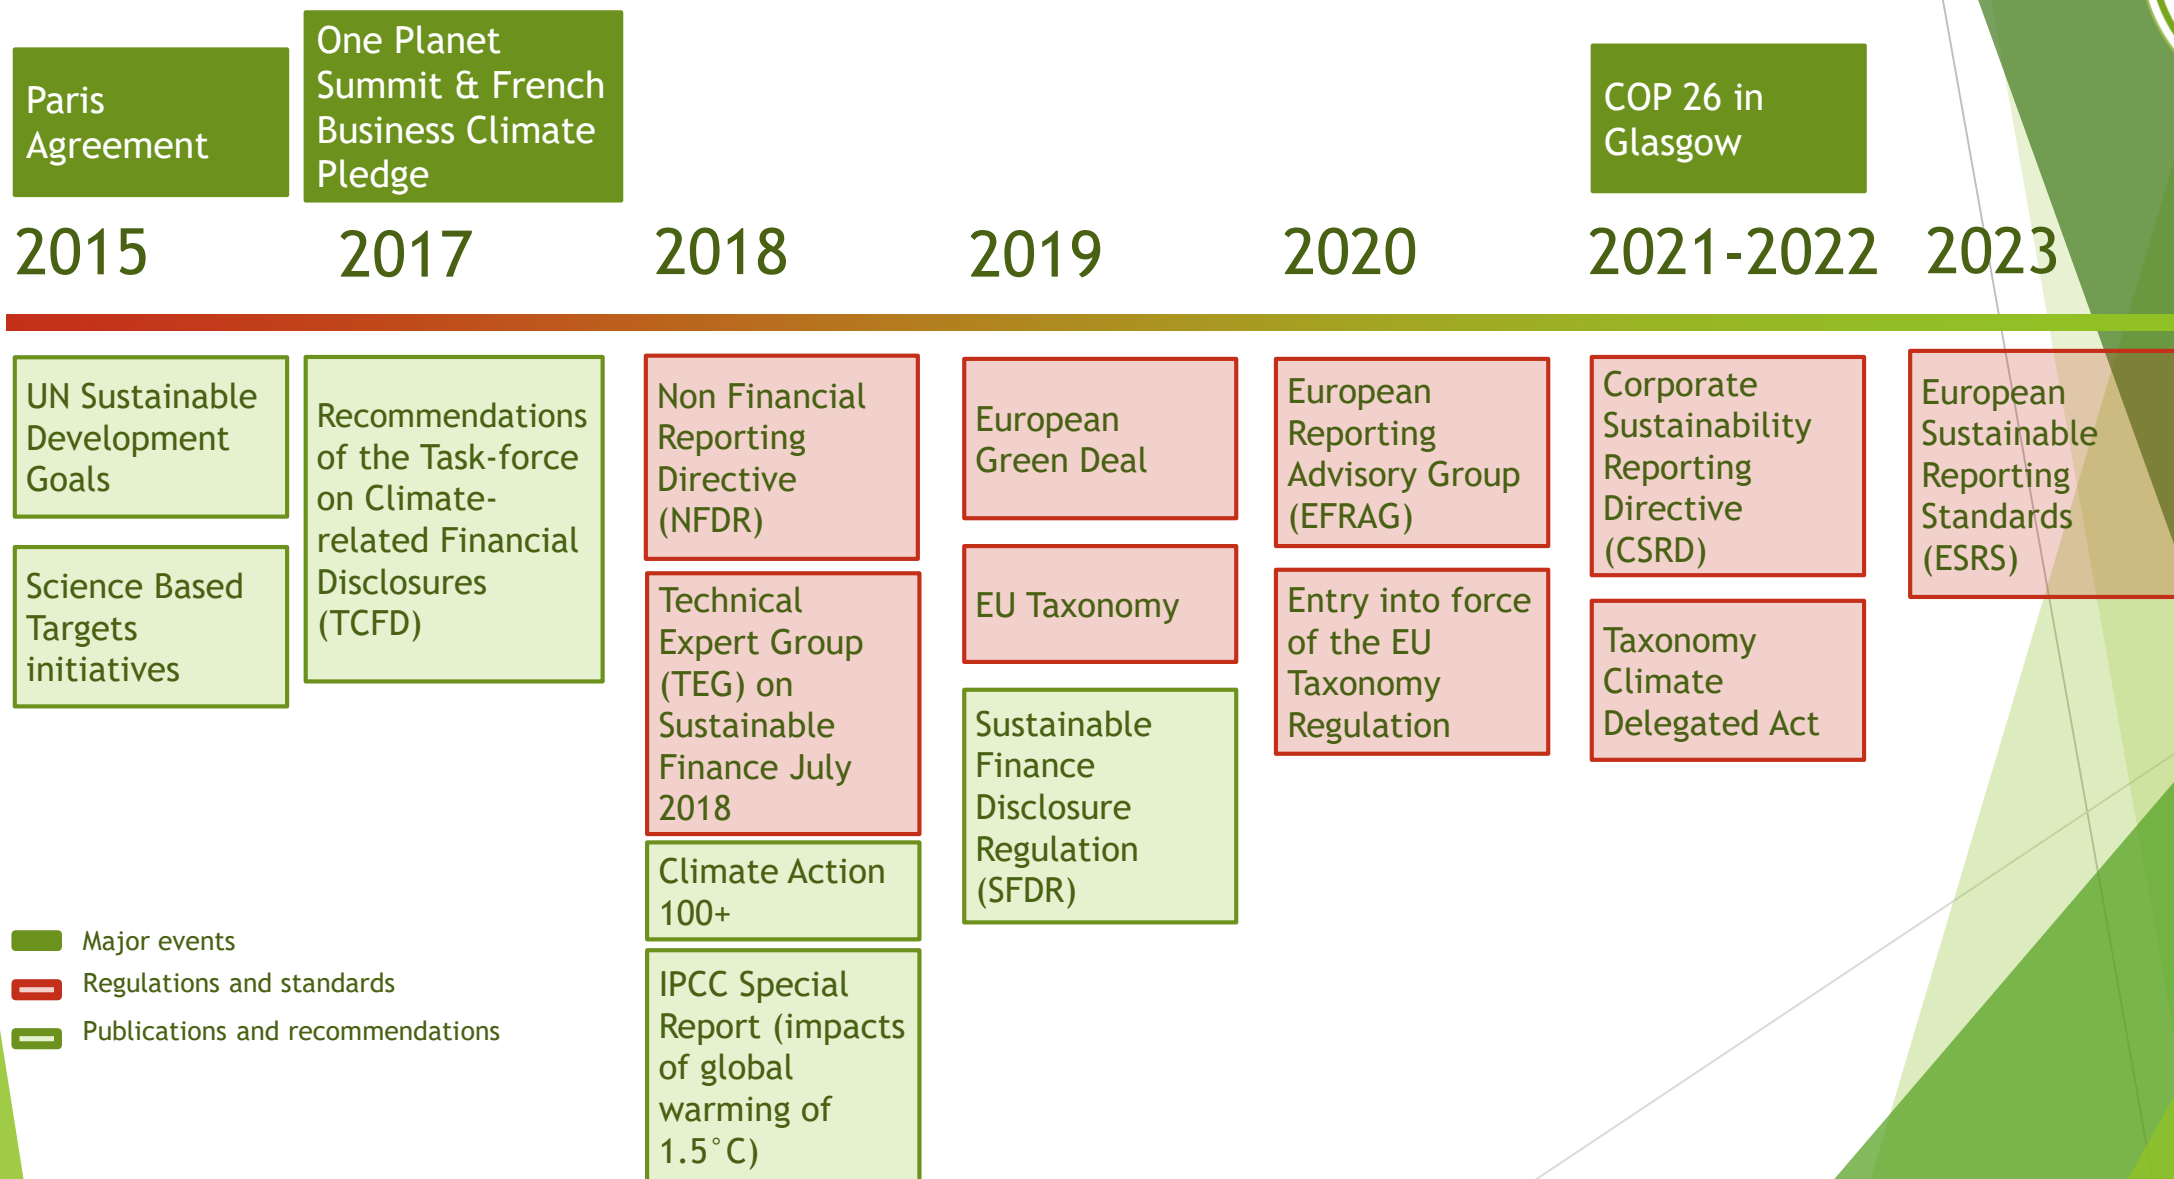 Paris
Agreement
One Planet
Summit & French
Business Climate
Pledge
COP 26 in
Glasgow
2015
2017
2018
2019
2020
2021-2022
2023
UN Sustainable
Development
Goals
Science Based
Targets
initiatives
Recommendations
of the Task-force
on Climate-
related Financial
Disclosures
(TCFD)
Non Financial
Reporting
Directive
(NFDR)
Technical
Expert Group
(TEG) on
Sustainable
Finance July
2018
Climate Action
100+
IPCC Special
Report (impacts
of global
warming of
1.5°C)
European
Green Deal
EU Taxonomy
Sustainable
Finance
Disclosure
Regulation
(SFDR)
European
Reporting
Advisory Group
(EFRAG)
Entry into force
of the EU
Taxonomy
Regulation
Corporate
Sustainability
Reporting
Directive
(CSRD)
Taxonomy
Climate
Delegated Act
European
Sustainable
Reporting
Standards
(ESRS)
Major events
Regulations and standards
Publications and recommendations